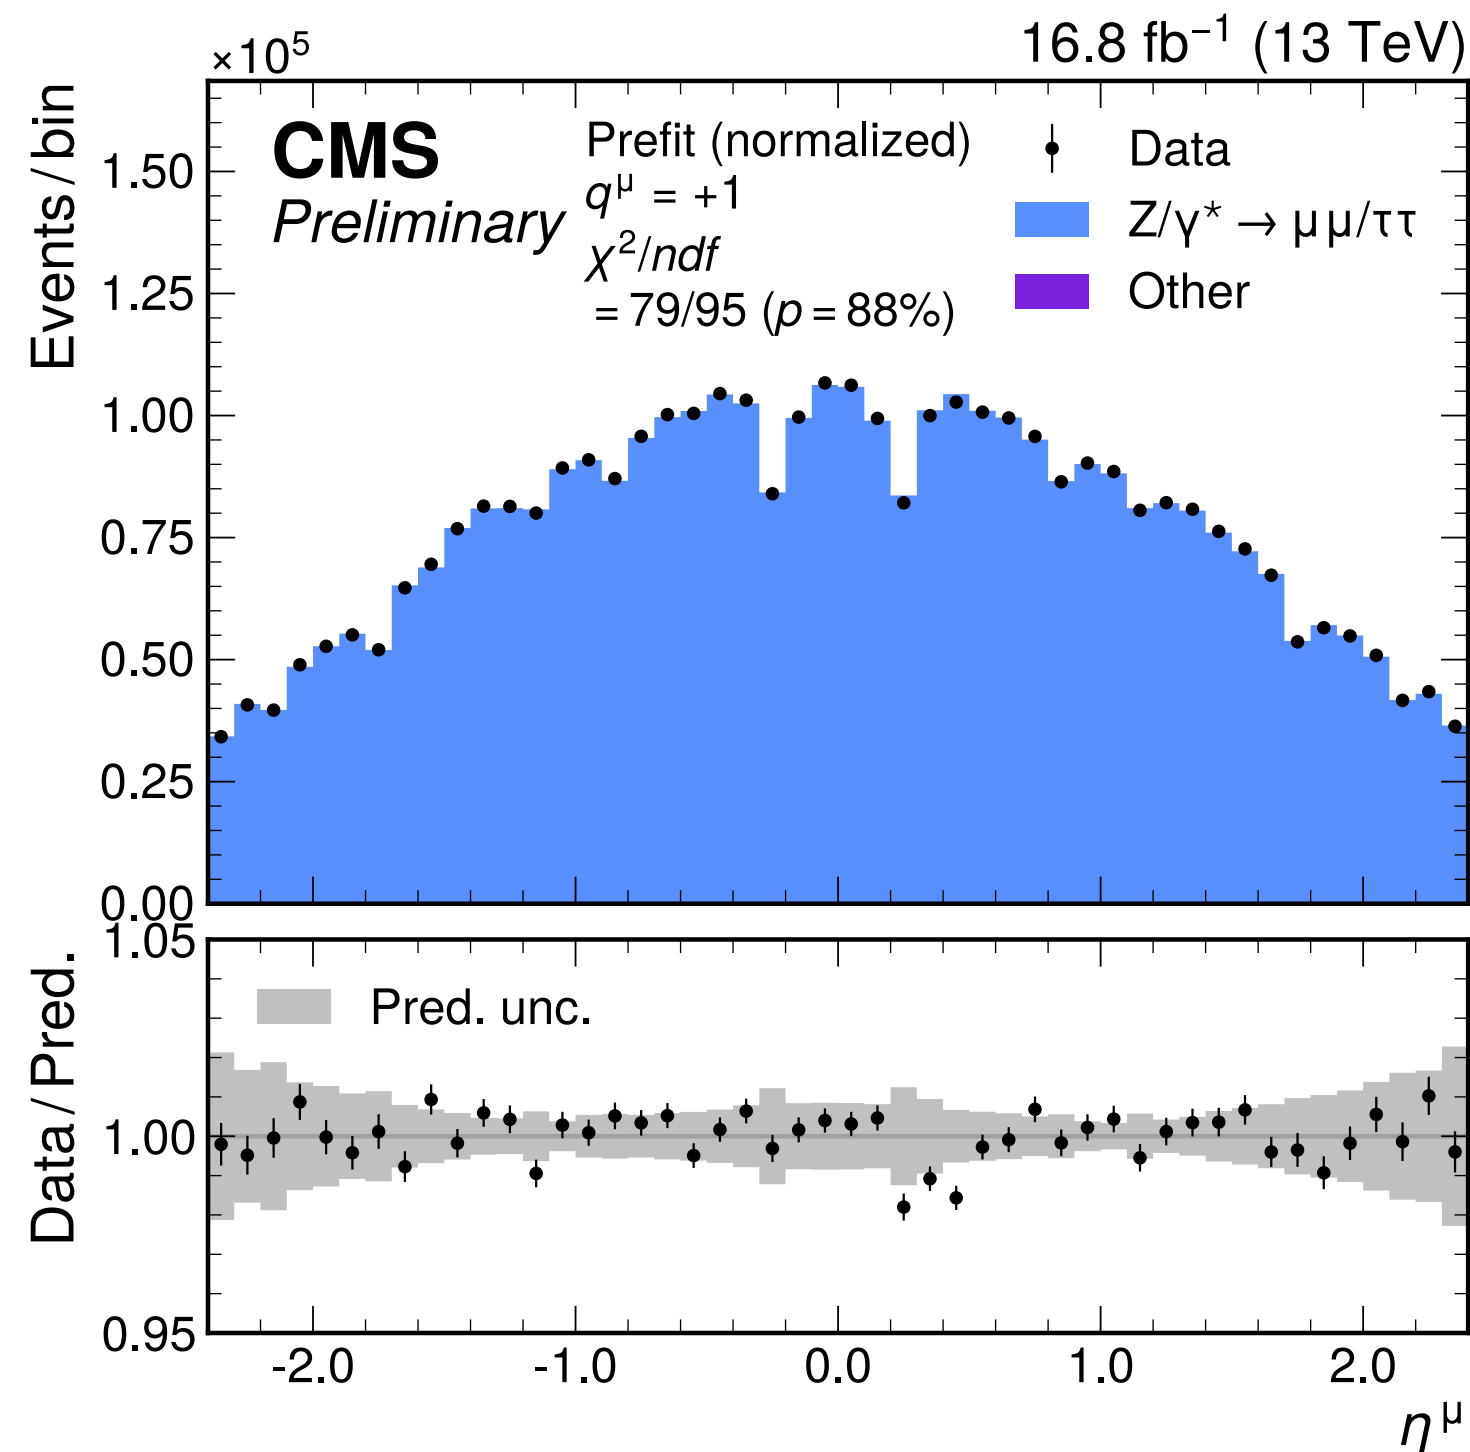 ×10⁵
16.8 fb⁻¹ (13 TeV)
Events/bin
CMS
Preliminary
Prefit (normalized)
qᵘ = +1
χ²/ndf
= 79/95 (p = 88%)
Data
Z/γ* → μμ/ττ
Other
1.50
1.25
1.00
0.75
0.50
0.25
0.00
Data/Pred.
Pred. unc.
1.05
1.00
0.95
-2.0 -1.0 0.0 1.0 2.0
η^μ